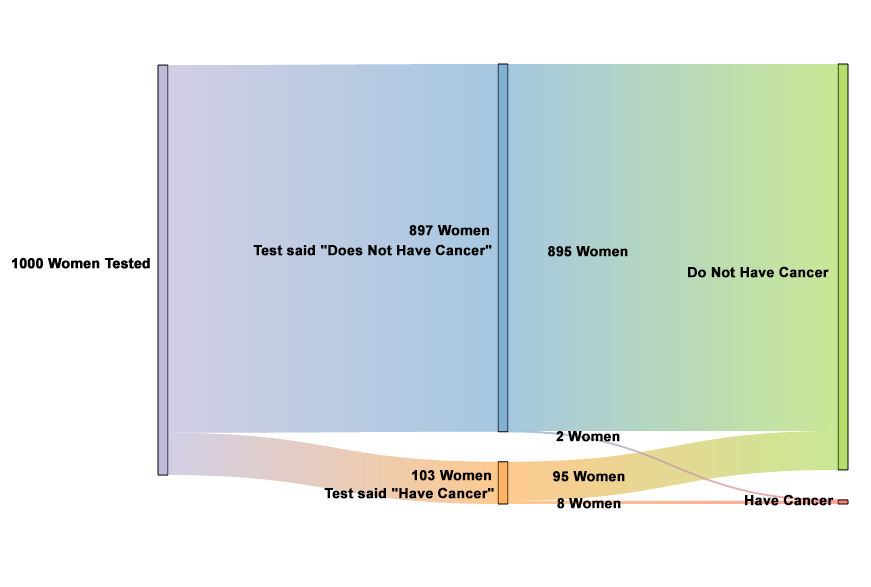 1000 Women Tested
897 Women
Test said "Does Not Have Cancer"
895 Women
Do Not Have Cancer
2 Women
103 Women
Test said "Have Cancer"
95 Women
8 Women
Have Cancer